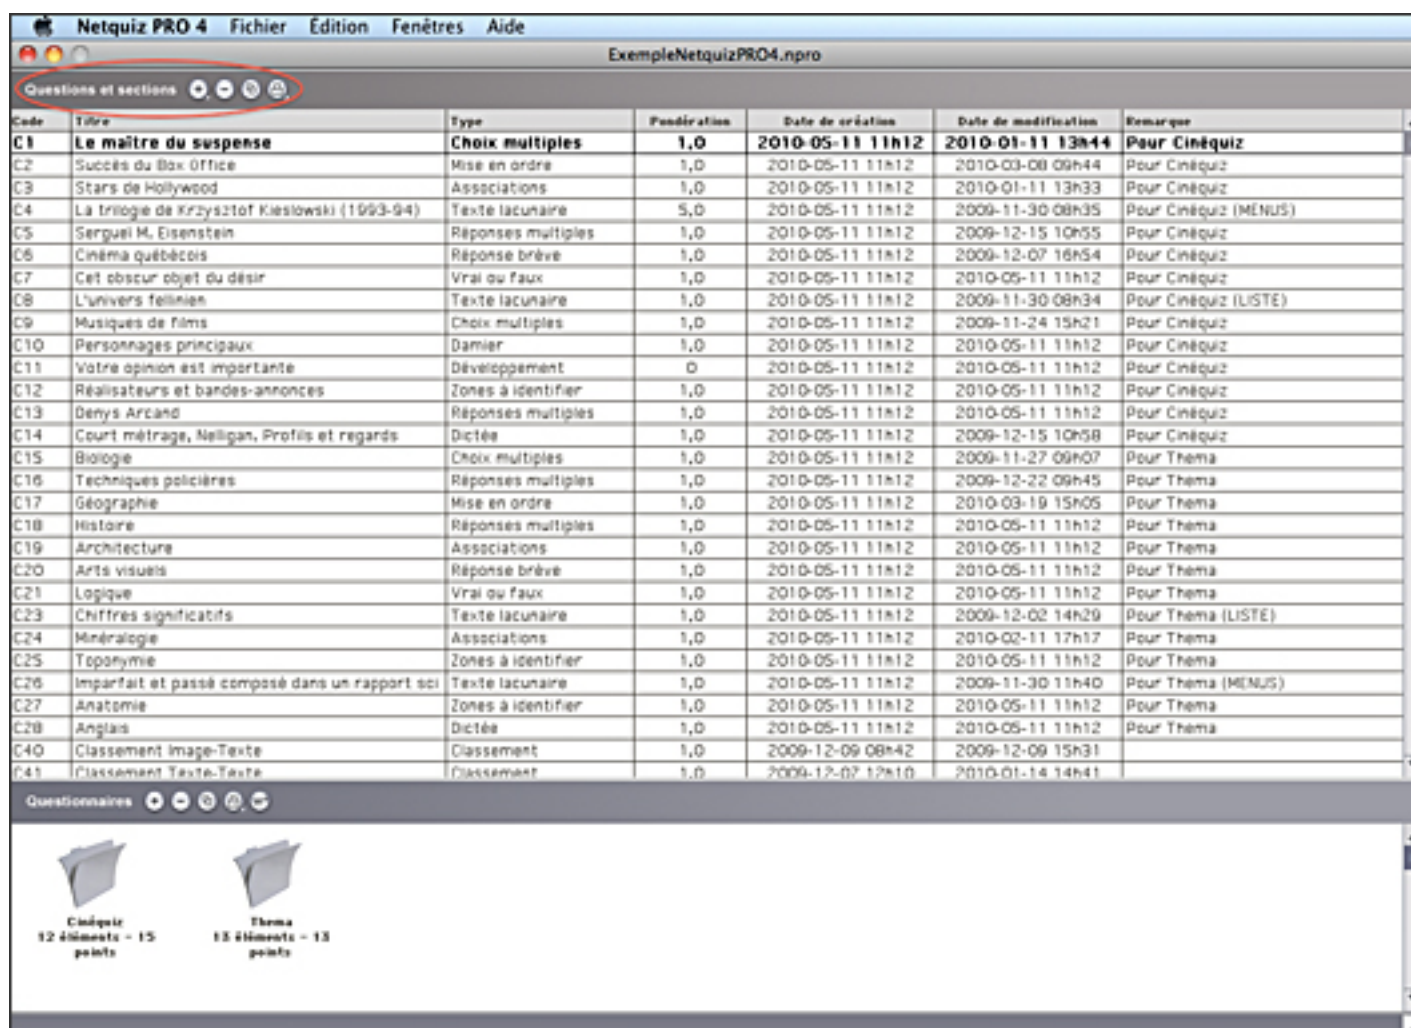 Netquiz PRO 4 Fichier Édition Fenêtres Aide
ExempleNetquizPRO4.npro
Questions et sections
Code Titre Type Pondération Date de création Date de modification Remarque
C1 Le maître du suspense Choix multiples 1,0 2010-05-11 11h12 2010-01-11 13h44 Pour Cinéquiz
C2 Succès du Box Office Mise en ordre 1,0 2010-05-11 11h12 2010-03-08 09h44 Pour Cinéquiz
C3 Stars de Hollywood Associations 1,0 2010-05-11 11h12 2010-01-11 13h33 Pour Cinéquiz
C4 La trilogie de Krzysztof Kieslowski (1993-94) Texte lacunaire 5,0 2010-05-11 11h12 2009-11-30 08h35 Pour Cinéquiz (MENUS)
C5 Serguei M. Eisenstein Réponses multiples 1,0 2010-05-11 11h12 2009-12-15 10h55 Pour Cinéquiz
C6 Cinéma québécois Réponse brève 1,0 2010-05-11 11h12 2009-12-07 16h54 Pour Cinéquiz
C7 Cet obscur objet du désir Vrai ou faux 1,0 2010-05-11 11h12 2010-05-11 11h12 Pour Cinéquiz
C8 L'univers fellinien Texte lacunaire 1,0 2010-05-11 11h12 2009-11-30 08h34 Pour Cinéquiz (LISTE)
C9 Musiques de films Choix multiples 1,0 2010-05-11 11h12 2009-11-24 15h21 Pour Cinéquiz
C10 Personnages principaux Damier 1,0 2010-05-11 11h12 2010-05-11 11h12 Pour Cinéquiz
C11 Votre opinion est importante Développement 0 2010-05-11 11h12 2010-05-11 11h12 Pour Cinéquiz
C12 Réalisateurs et bandes-annonces Zones à identifier 1,0 2010-05-11 11h12 2010-05-11 11h12 Pour Cinéquiz
C13 Denys Arcand Réponses multiples 1,0 2010-05-11 11h12 2010-05-11 11h12 Pour Cinéquiz
C14 Court métrage, Nelligan, Profils et regards Dictée 1,0 2010-05-11 11h12 2009-12-15 10h58 Pour Cinéquiz
C15 Biologie Choix multiples 1,0 2010-05-11 11h12 2009-11-27 09h07 Pour Thema
C16 Techniques policières Réponses multiples 1,0 2010-05-11 11h12 2009-12-22 09h45 Pour Thema
C17 Géographie Mise en ordre 1,0 2010-05-11 11h12 2010-03-19 15h05 Pour Thema
C18 Histoire Réponses multiples 1,0 2010-05-11 11h12 2010-05-11 11h12 Pour Thema
C19 Architecture Associations 1,0 2010-05-11 11h12 2010-05-11 11h12 Pour Thema
C20 Arts visuels Réponse brève 1,0 2010-05-11 11h12 2010-05-11 11h12 Pour Thema
C21 Logique Vrai ou faux 1,0 2010-05-11 11h12 2010-05-11 11h12 Pour Thema
C23 Chiffres significatifs Texte lacunaire 1,0 2010-05-11 11h12 2009-12-02 14h29 Pour Thema (LISTE)
C24 Minéralogie Associations 1,0 2010-05-11 11h12 2010-02-11 17h17 Pour Thema
C25 Toponymie Zones à identifier 1,0 2010-05-11 11h12 2010-05-11 11h12 Pour Thema
C26 Imparfait et passé composé dans un rapport sci Texte lacunaire 1,0 2010-05-11 11h12 2009-11-30 11h40 Pour Thema (MENUS)
C27 Anatomie Zones à identifier 1,0 2010-05-11 11h12 2010-05-11 11h12 Pour Thema
C28 Anglais Dictée 1,0 2010-05-11 11h12 2010-05-11 11h12 Pour Thema
C40 Classement Image-Texte Classement 1,0 2009-12-09 08h42 2009-12-09 15h31
C41 Classement Texte-Texte Classement 1,0 2009-12-07 12h10 2010-01-14 14h41
Questionnaires
Cinéquiz
12 éléments - 15
points
Thema
13 éléments - 13
points